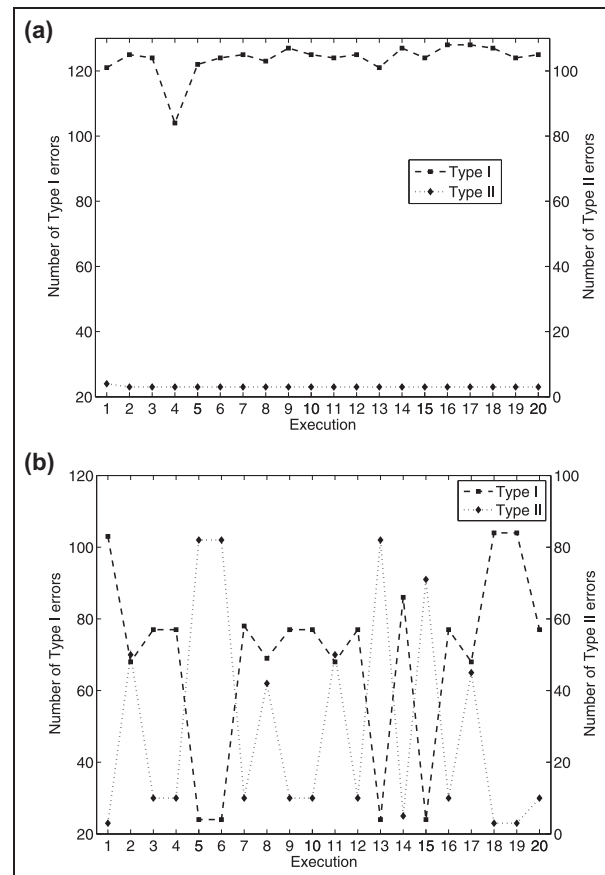 (a)
Number of Type I errors
120
100
80
60
40
20
Type I
Type II
100
80
60
40
20
0
Number of Type II errors
1 2 3 4 5 6 7 8 9 10 11 12 13 14 15 16 17 18 19 20
Execution
(b)
Number of Type I errors
120
100
80
60
40
20
Type I
Type II
100
80
60
40
20
0
Number of Type II errors
1 2 3 4 5 6 7 8 9 10 11 12 13 14 15 16 17 18 19 20
Execution